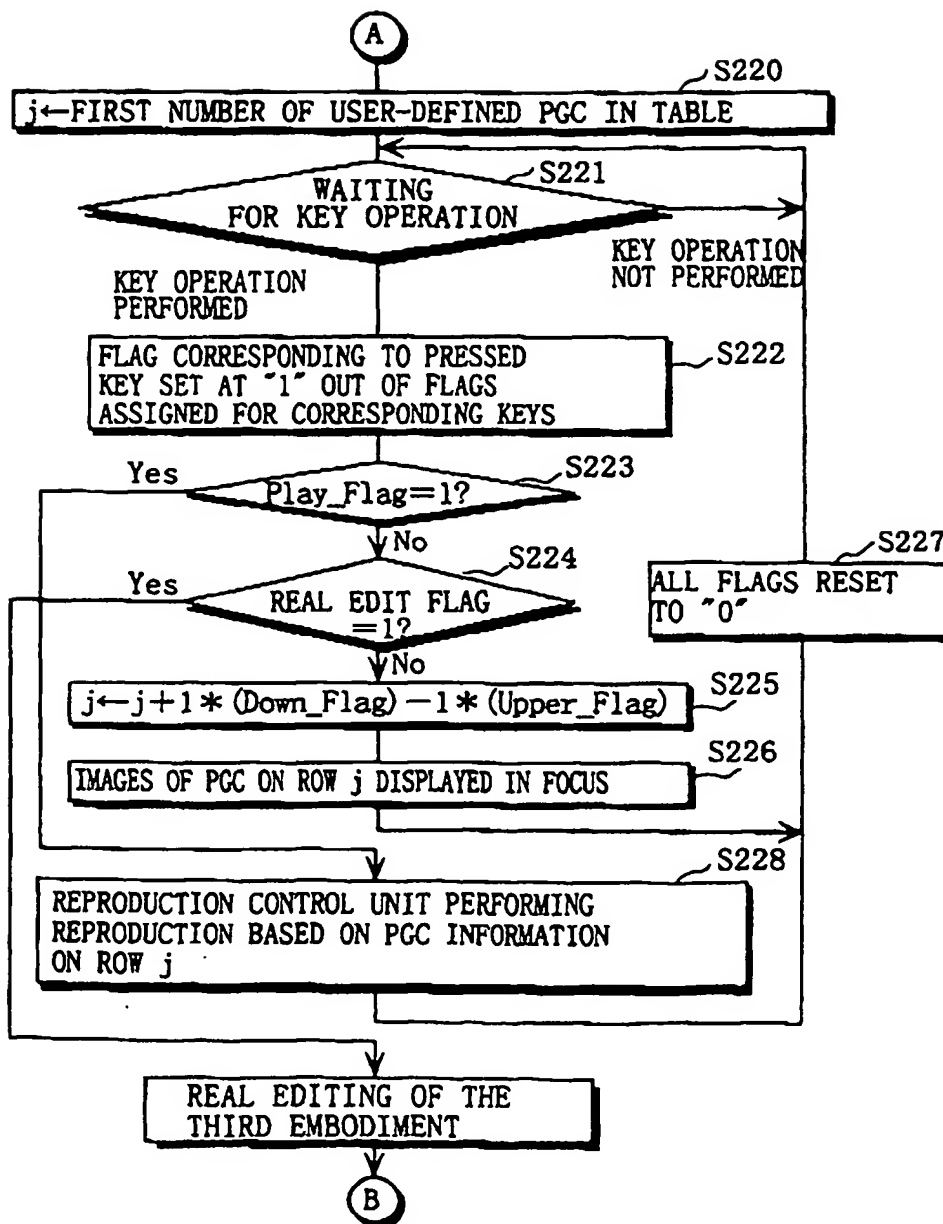 A
S220
j←FIRST NUMBER OF USER-DEFINED PGC IN TABLE
S221
WAITING
FOR KEY OPERATION
KEY OPERATION
NOT PERFORMED
KEY OPERATION
PERFORMED
S222
FLAG CORRESPONDING TO PRESSED
KEY SET AT "1" OUT OF FLAGS
ASSIGNED FOR CORRESPONDING KEYS
Yes
S223
Play_Flag=1?
No
S224
Yes
REAL EDIT FLAG
=1?
No
S227
ALL FLAGS RESET
TO "0"
S225
j←j+1*(Down_Flag)-1*(Upper_Flag)
S226
IMAGES OF PGC ON ROW j DISPLAYED IN FOCUS
S228
REPRODUCTION CONTROL UNIT PERFORMING
REPRODUCTION BASED ON PGC INFORMATION
ON ROW j
REAL EDITING OF THE
THIRD EMBODIMENT
B